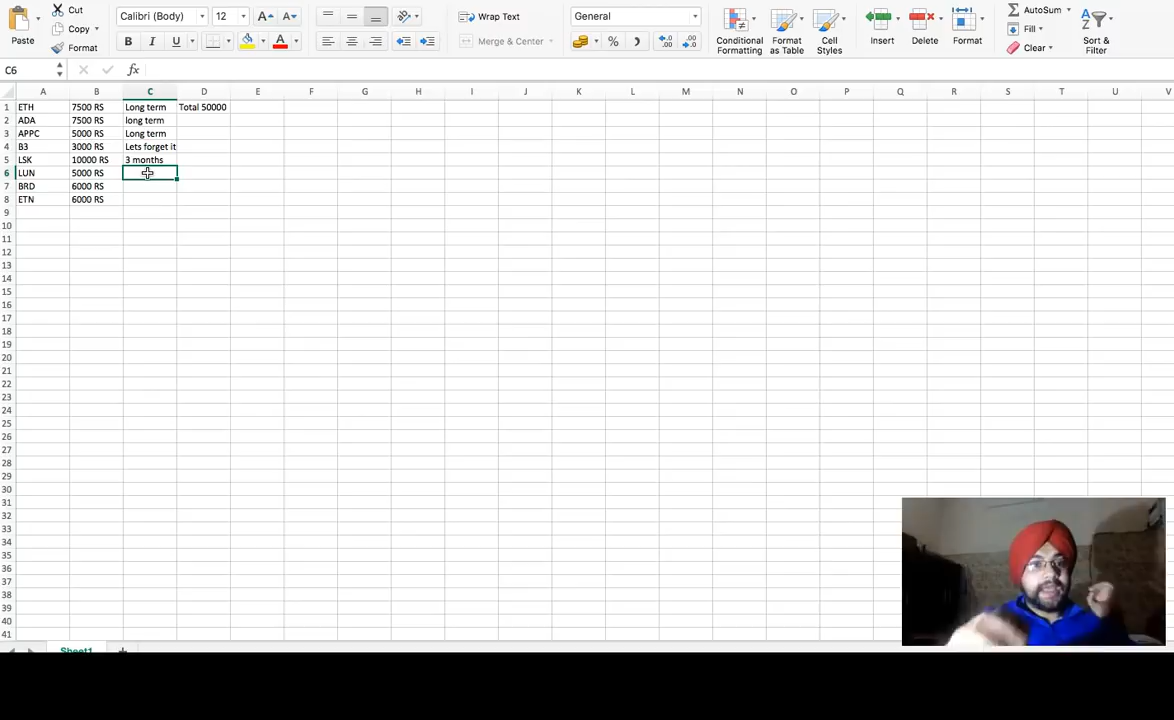 Cut
Copy
Paste
Format
Calibri (Body)
12
A
A
B I U
A
Wrap Text
Merge & Center
General
%
Conditional
Formatting
Format
as Table
Cell
Styles
Insert
Delete
Format
AutoSum
Fill
Clear
Sort &
Filter
C6
fx
A B C D E F G H I J K L M N O P Q R S T U V
1 ETH 7500 RS Long term Total 50000
2 ADA 7500 RS long term
3 APPC 5000 RS Long term
4 B3 3000 RS Lets forget it
5 LSK 10000 RS 3 months
6 LUN 5000 RS
7 BRD 6000 RS
8 ETN 6000 RS
9
10
11
12
13
14
15
16
17
18
19
20
21
22
23
24
25
26
27
28
29
30
31
32
33
34
35
36
37
38
39
40
41
Sheet1